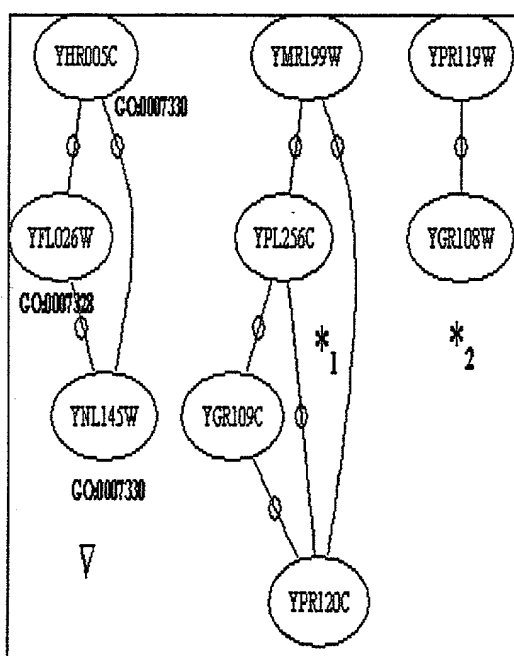 YHR005C YMR199W YPR119W
GO:0007330
YFL026W YPL256C YGR108W
GO:0007328
*1 *2
YNL145W YGR109C
GO:0007330
YPR120C